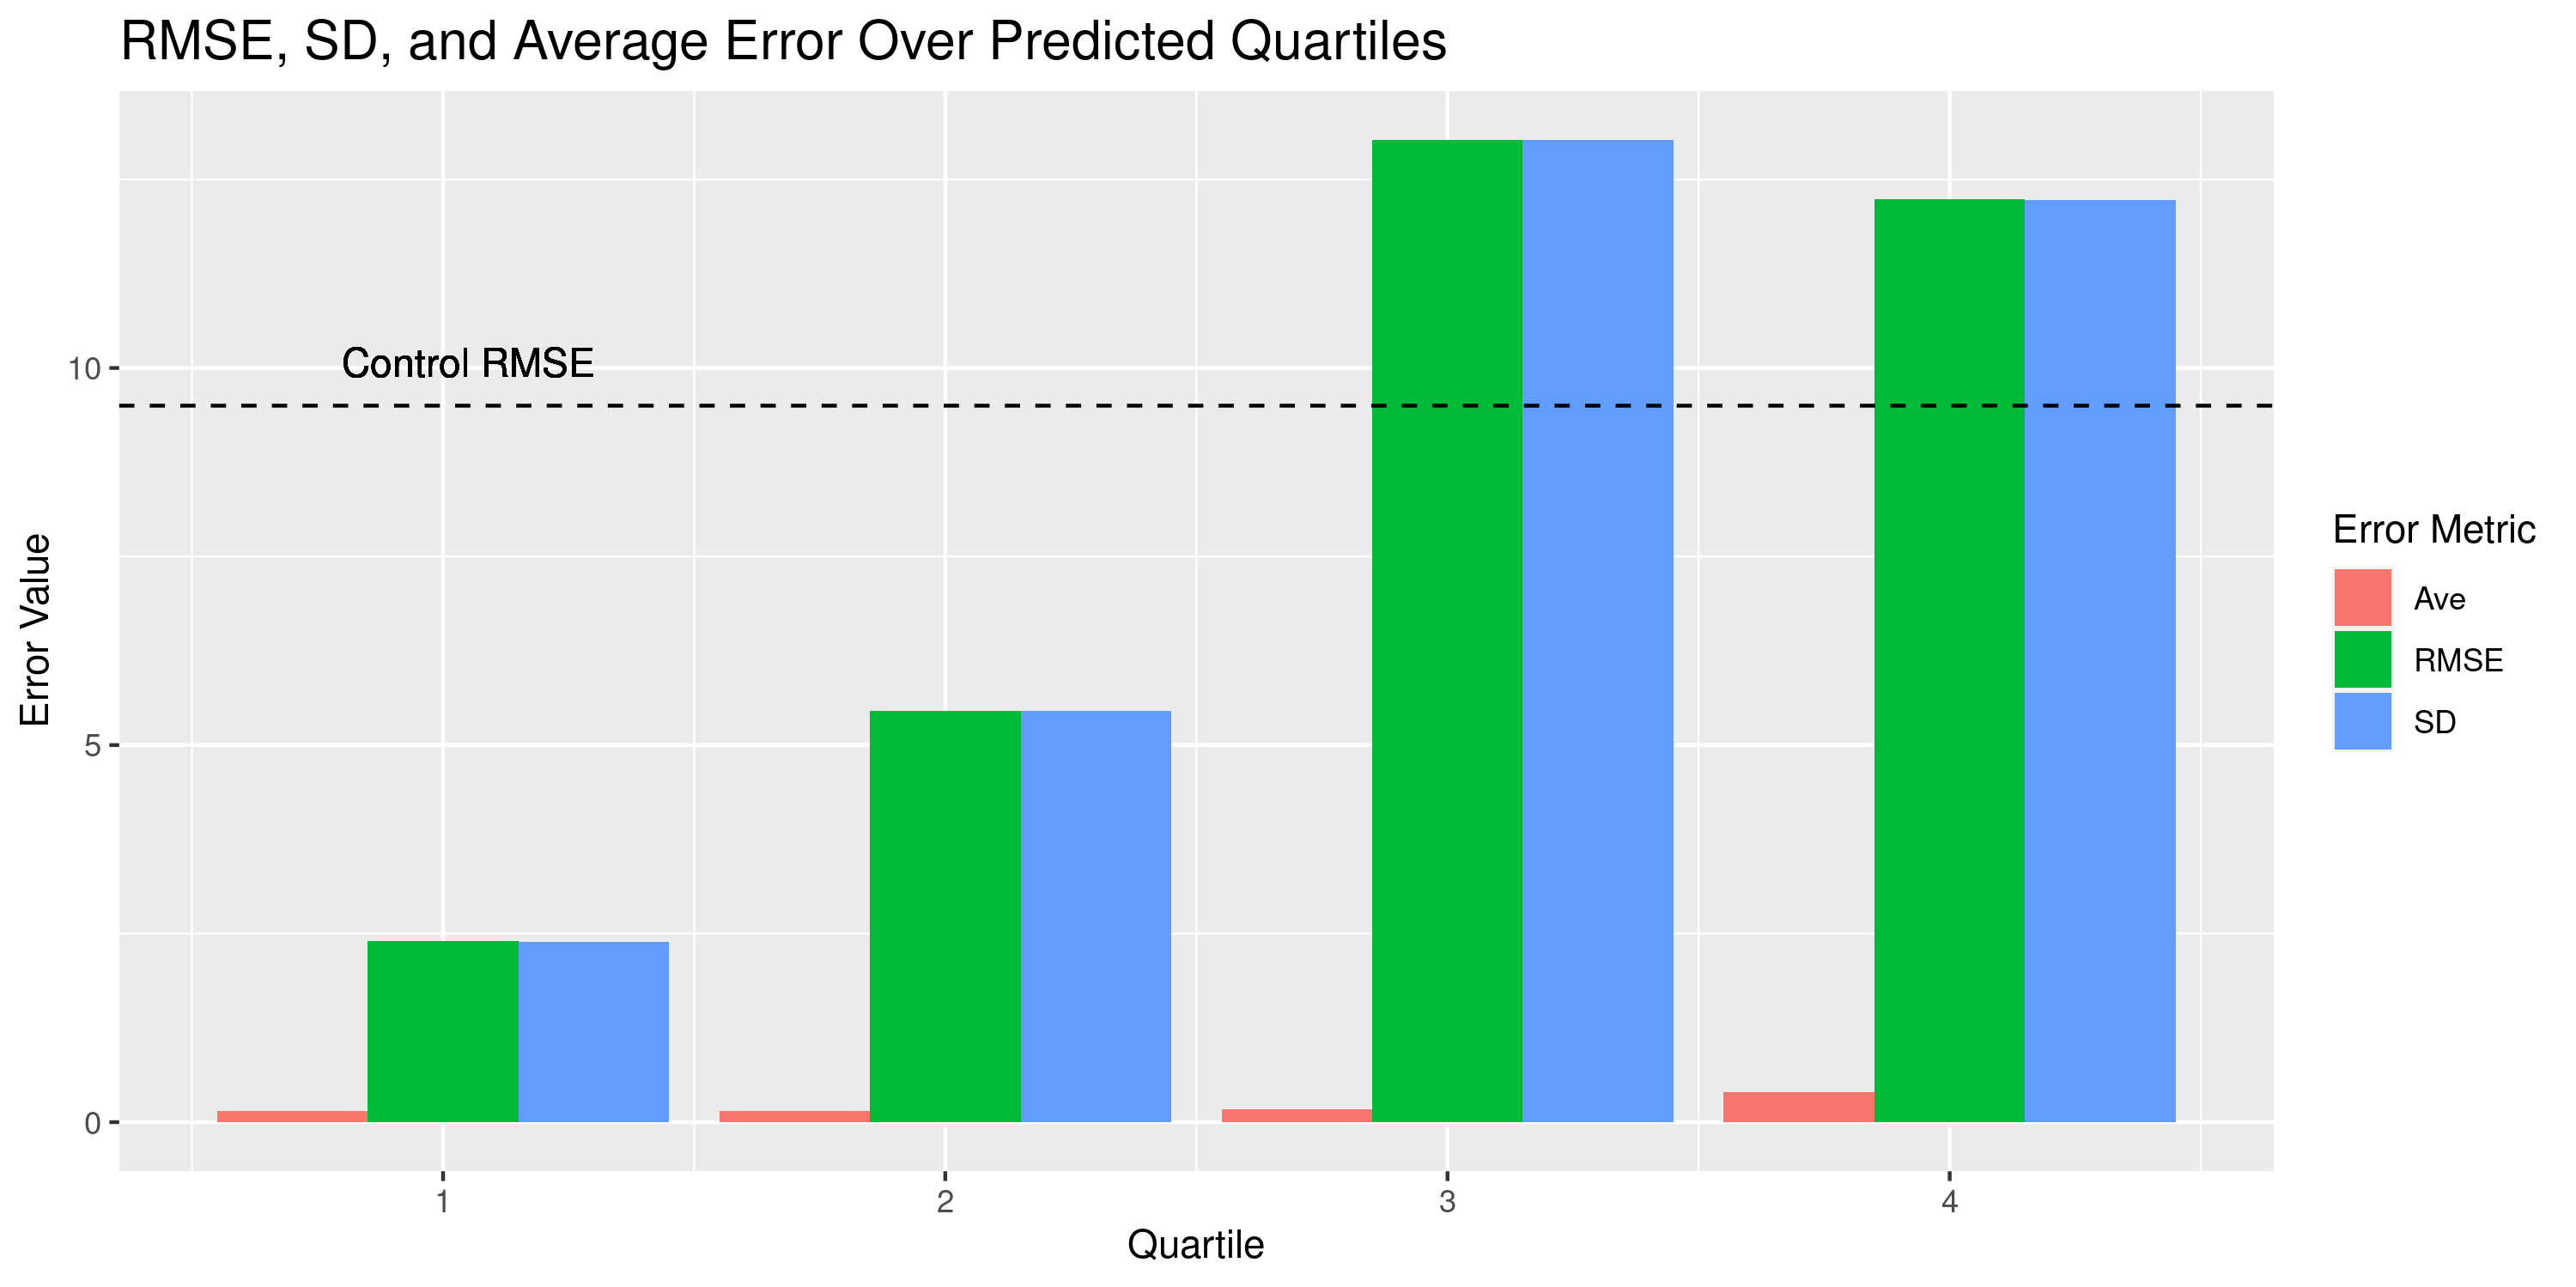 RMSE, SD, and Average Error Over Predicted Quartiles
Control RMSE
10
5
0
Error Value
1
2
3
4
Quartile
Error Metric
Ave
RMSE
SD